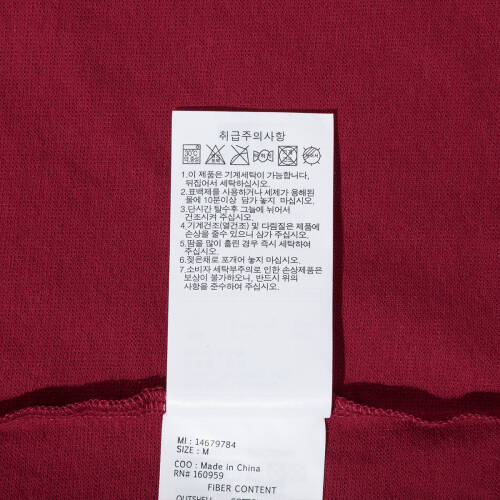 취급주의사항
30℃
1.이 제품은 기계세탁이 가능합니다,
뒤집어서 세탁하십시오.
2.표백제를 사용하거나 세제가 용해된
물에 10분이상 담가 놓지 마십시오.
3.단시간 탈수후 그늘에 뉘어서
건조시켜 주십시오.
4.기계건조(열건조) 및 다림질은 제품에
손상을 줄수 있으니 삼가 주십시오.
5.땀을 많이 흘린 경우 즉시 세탁하여
주십시오.
6.젖은채로 포개어 놓지 마십시오.
7.소비자 세탁부주의로 인한 손상제품은
보상이 불가하오니, 반드시 위의
사항을 준수하여 주십시오.
MI : 14679784
SIZE : M
COO : Made in China
RN# 160959
FIBER CONTENT
OUTSHELL